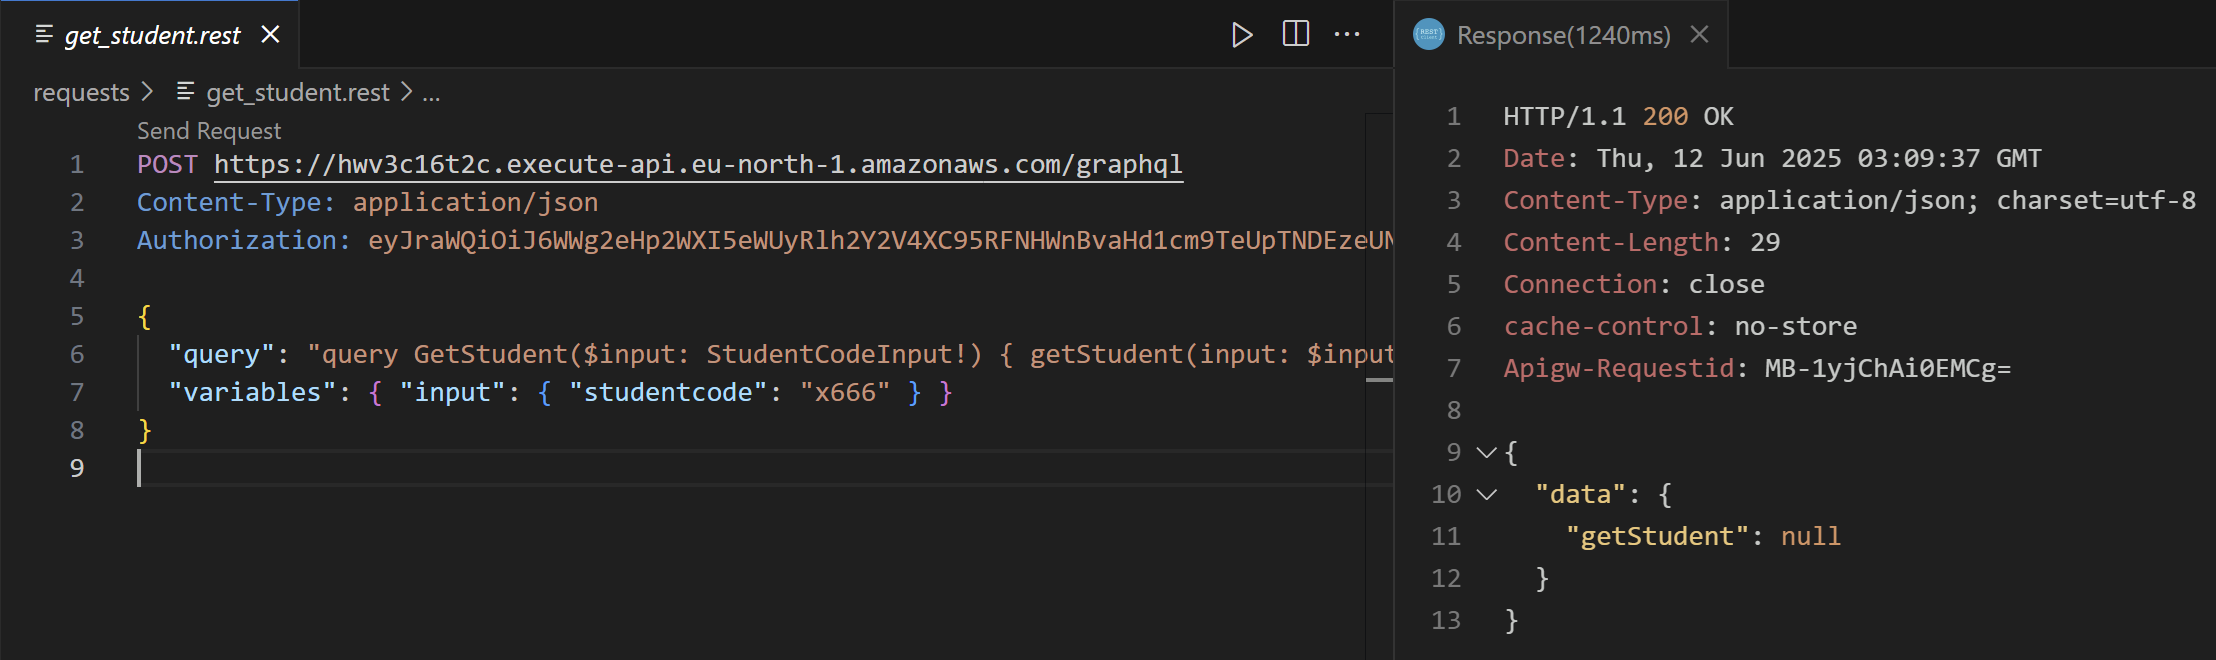 get_student.rest
requests > get_student.rest > ...
Send Request
1 POST https://hwv3c16t2c.execute-api.eu-north-1.amazonaws.com/graphql
2 Content-Type: application/json
3 Authorization: eyJraWQiOiJ6WWg2eHp2WXI5eWUyRlh2Y2V4XC95RFNHWnBvaHd1cm9TeUpTNDEzeUN
4
5 {
6 "query": "query GetStudent($input: StudentCodeInput!) { getStudent(input: $input
7 "variables": { "input": { "studentcode": "x666" } }
8 }
9
REST Client
Response(1240ms)
1 HTTP/1.1 200 OK
2 Date: Thu, 12 Jun 2025 03:09:37 GMT
3 Content-Type: application/json; charset=utf-8
4 Content-Length: 29
5 Connection: close
6 cache-control: no-store
7 Apigw-Requestid: MB-1yjChAi0EMCg=
8
9 {
10 "data": {
11 "getStudent": null
12 }
13 }